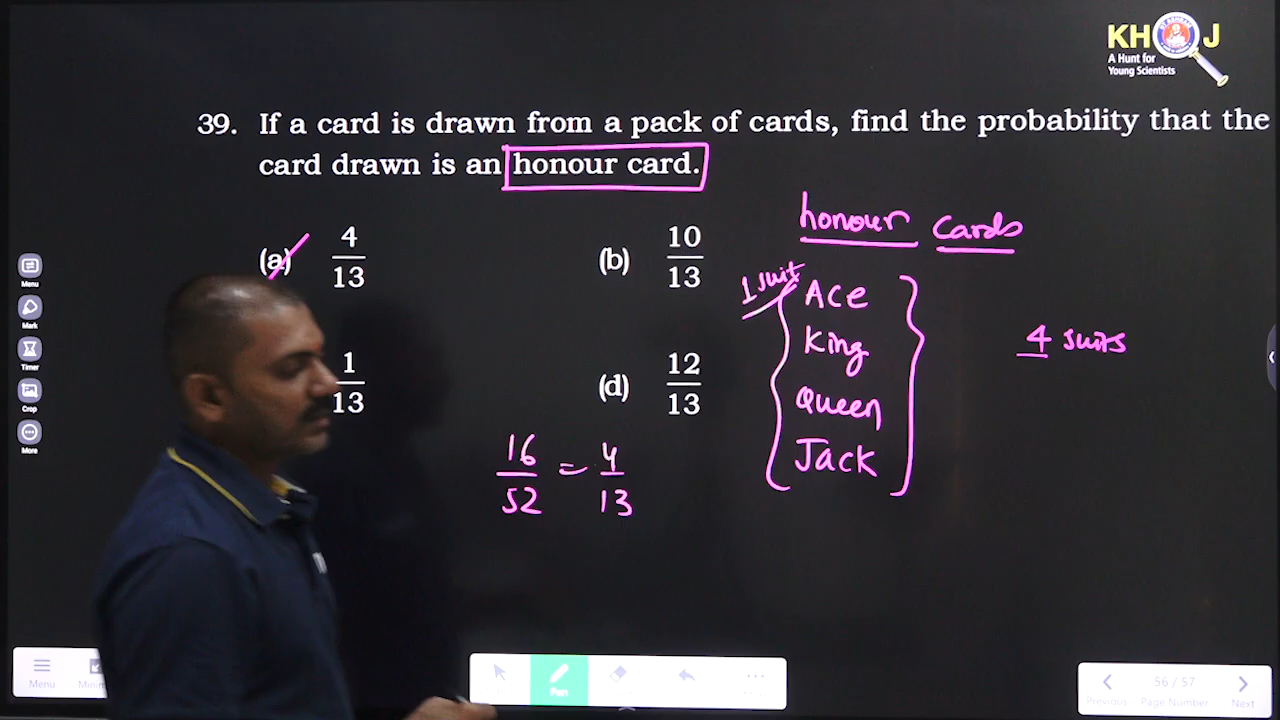 KHOJ
A Hunt for
Young Scientists
39. If a card is drawn from a pack of cards, find the probability that the
card drawn is an honour card.
honour cards
(a) 4/13
(b) 10/13
1 suit
Ace
King
Queen
Jack
4 suits
1/13
(d) 12/13
16/52 = 4/13
Menu
Mark
Timer
Crop
More
Menu
Minim
Pen
Previous
56 / 57
Page Number
Next